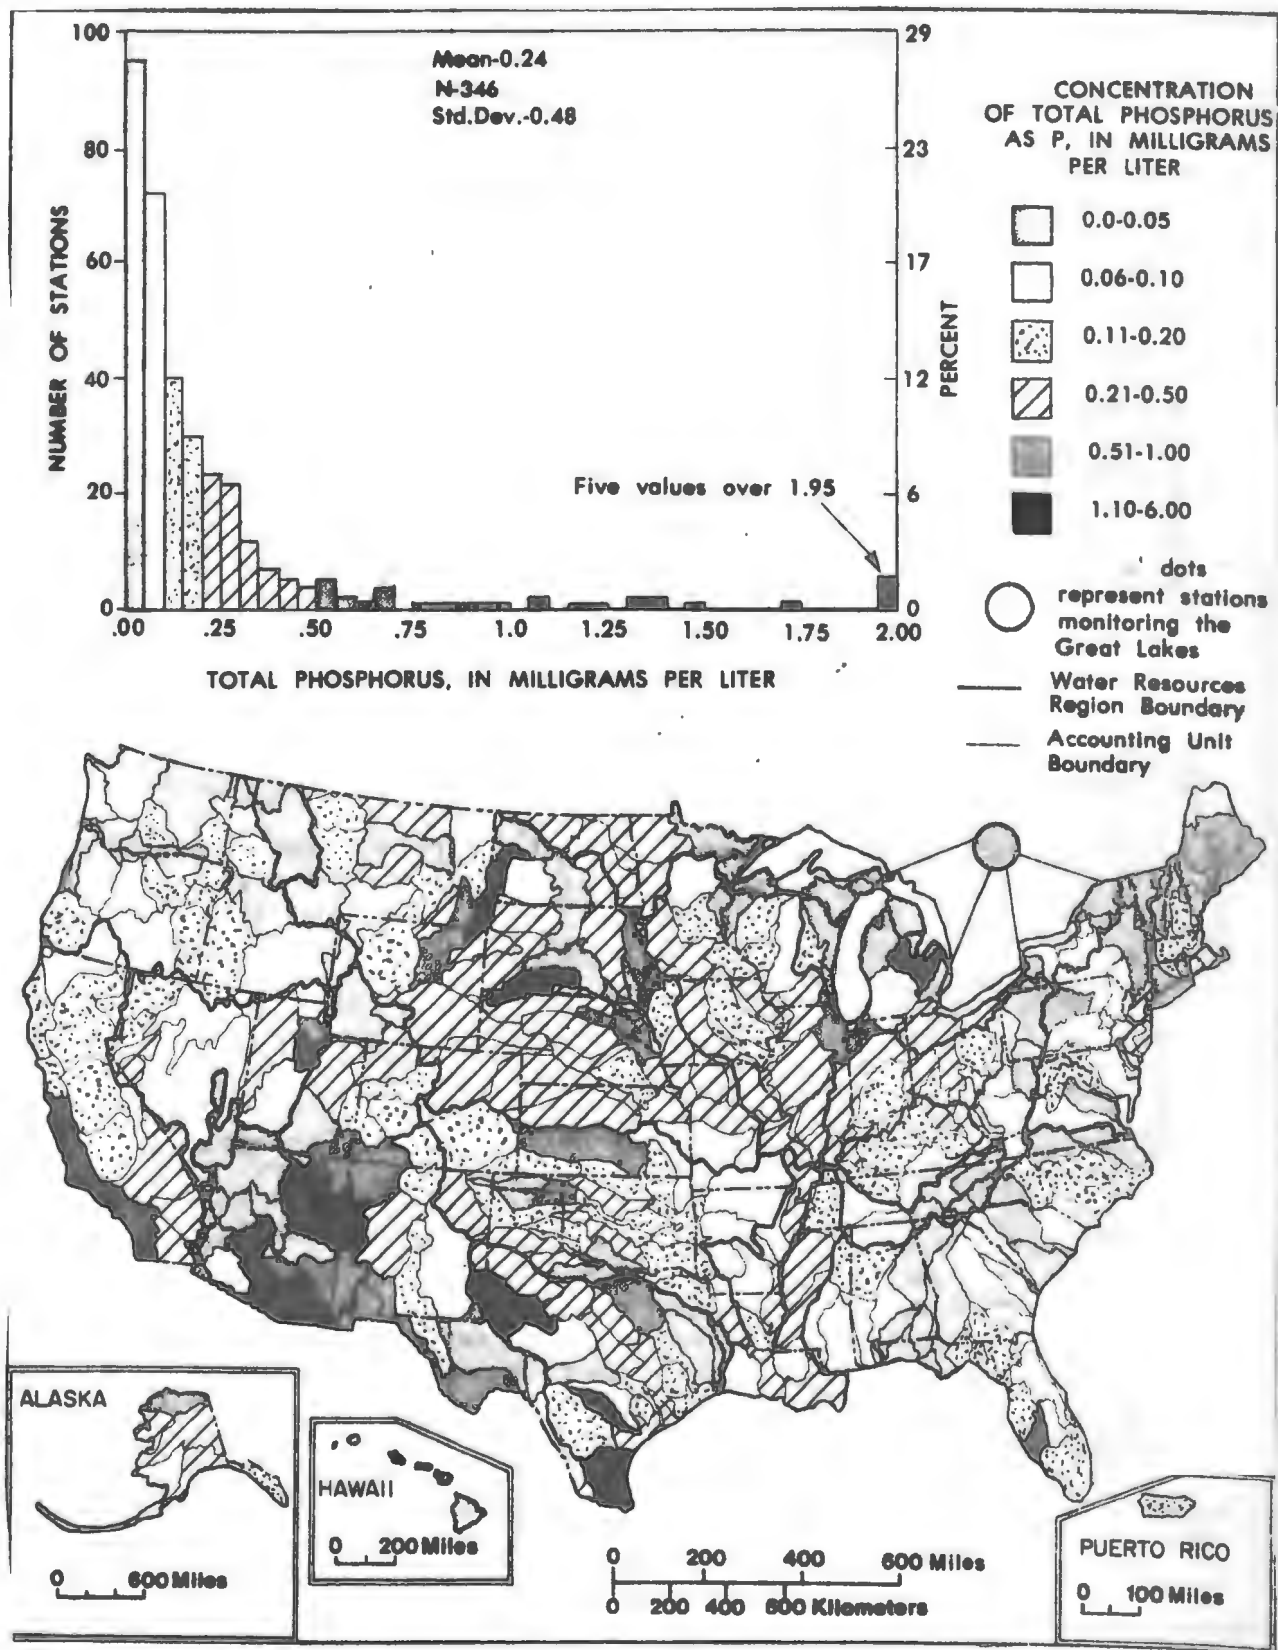 100
80
60
40
20
0
NUMBER OF STATIONS
Mean-0.24
N-346
Std.Dev.-0.48
29
23
17
12
6
0
PERCENT
Five values over 1.95
.00 .25 .50 .75 1.0 1.25 1.50 1.75 2.00
TOTAL PHOSPHORUS, IN MILLIGRAMS PER LITER
CONCENTRATION
OF TOTAL PHOSPHORUS
AS P, IN MILLIGRAMS
PER LITER
0.0-0.05
0.06-0.10
0.11-0.20
0.21-0.50
0.51-1.00
1.10-6.00
dots
represent stations
monitoring the
Great Lakes
Water Resources
Region Boundary
Accounting Unit
Boundary
ALASKA
0 600 Miles
HAWAII
0 200 Miles
0 200 400 600 Miles
0 200 400 600 Kilometers
PUERTO RICO
0 100 Miles